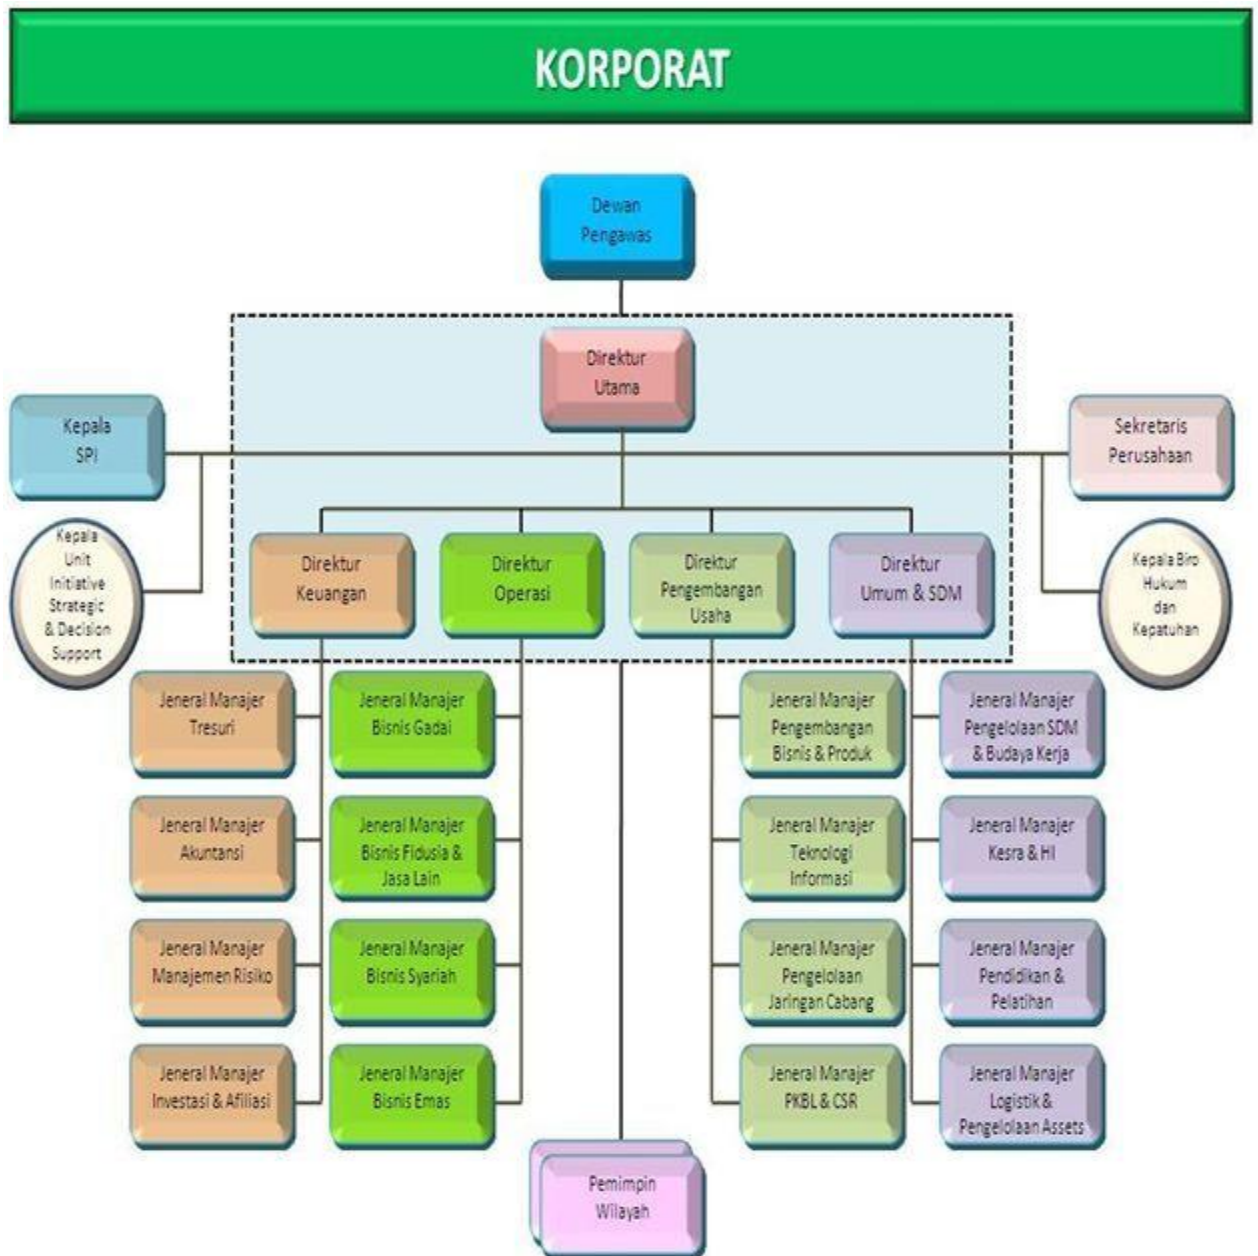 KORPORAT
Dewan
Pengawas
Direktur
Utama
Kepala
SPI
Sekretaris
Perusahaan
Kepala
Unit
Initiative
Strategic
& Decision
Support
Kepala Biro
Hukum
dan
Kepatuhan
Direktur
Keuangan
Direktur
Operasi
Direktur
Pengembangan
Usaha
Direktur
Umum & SDM
Jeneral Manajer
Tresuri
Jeneral Manajer
Bisnis Gadai
Jeneral Manajer
Pengembangan
Bisnis & Produk
Jeneral Manajer
Pengelolaan SDM
& Budaya Kerja
Jeneral Manajer
Akuntansi
Jeneral Manajer
Bisnis Fidusia &
Jasa Lain
Jeneral Manajer
Teknologi
Informasi
Jeneral Manajer
Kesra & HI
Jeneral Manajer
Manajemen Risiko
Jeneral Manajer
Bisnis Syariah
Jeneral Manajer
Pengelolaan
Jaringan Cabang
Jeneral Manajer
Pendidikan &
Pelatihan
Jeneral Manajer
Investasi & Afiliasi
Jeneral Manajer
Bisnis Emas
Jeneral Manajer
PKBL & CSR
Jeneral Manajer
Logistik &
Pengelolaan Assets
Pemimpin
Wilayah